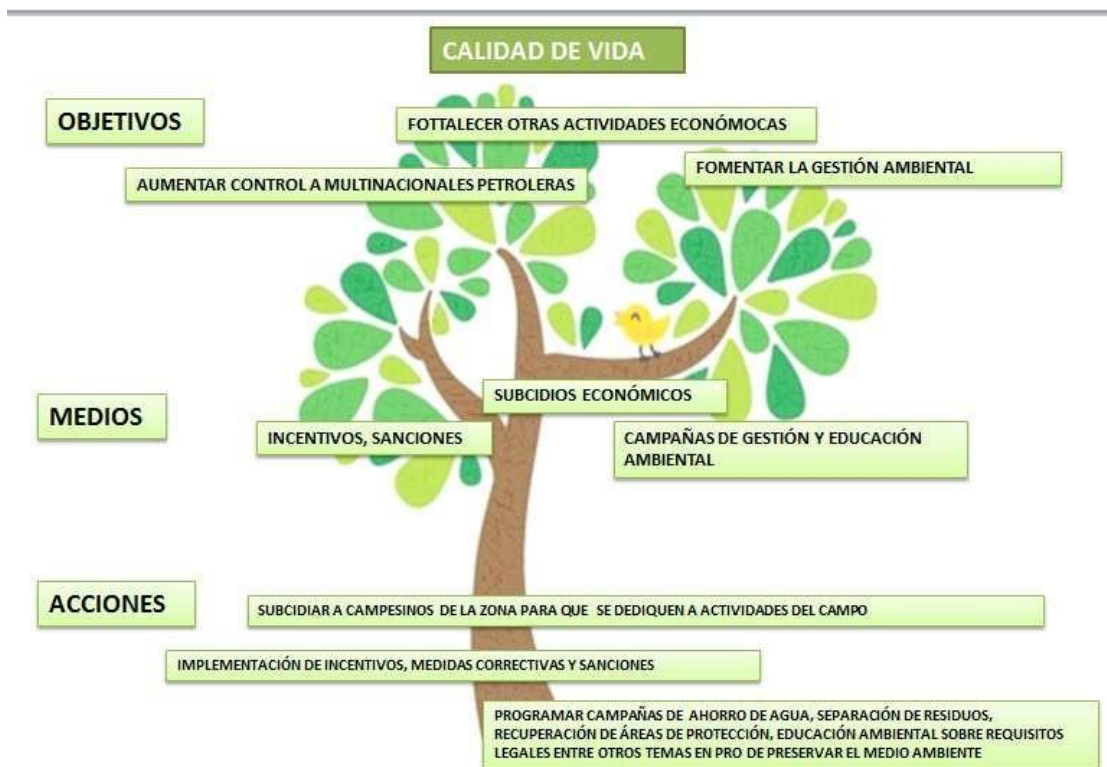 CALIDAD DE VIDA
OBJETIVOS
FOTTALECER OTRAS ACTIVIDADES ECONÓMOCAS
FOMENTAR LA GESTIÓN AMBIENTAL
AUMENTAR CONTROL A MULTINACIONALES PETROLERAS
MEDIOS
SUBCIDIOS ECONÓMICOS
INCENTIVOS, SANCIONES
CAMPAÑAS DE GESTIÓN Y EDUCACIÓN
AMBIENTAL
ACCIONES
SUBCIDIAR A CAMPESINOS DE LA ZONA PARA QUE SE DEDIQUEN A ACTIVIDADES DEL CAMPO
IMPLEMENTACIÓN DE INCENTIVOS, MEDIDAS CORRECTIVAS Y SANCIONES
PROGRAMAR CAMPAÑAS DE AHORRO DE AGUA, SEPARACIÓN DE RESIDUOS,
RECUPERACIÓN DE ÁREAS DE PROTECCIÓN, EDUCACIÓN AMBIENTAL SOBRE REQUISITOS
LEGALES ENTRE OTROS TEMAS EN PRO DE PRESERVAR EL MEDIO AMBIENTE